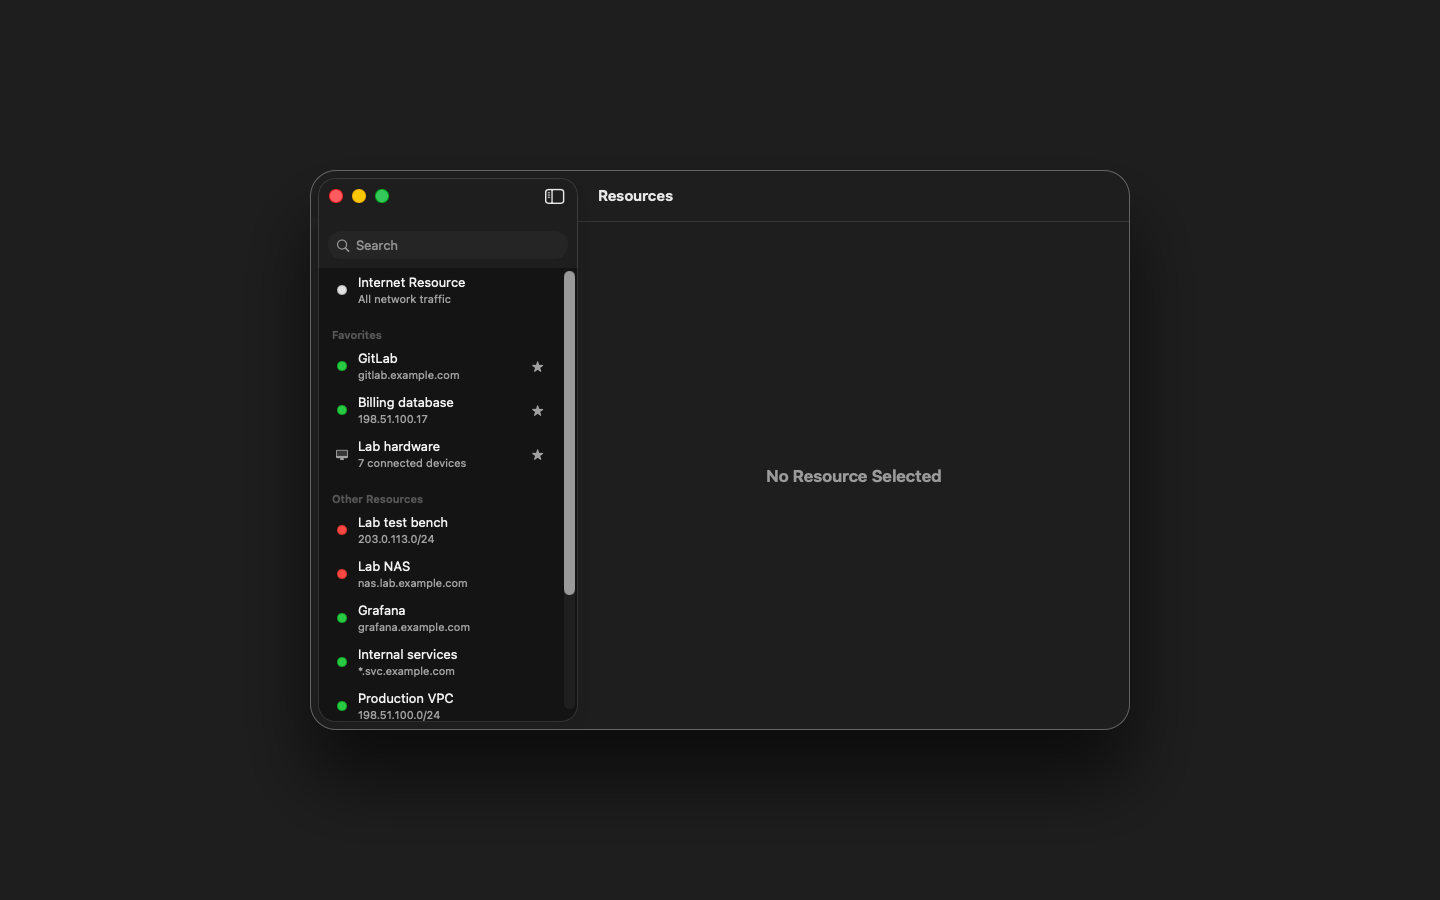 Resources
Search
Internet Resource
All network traffic
Favorites
GitLab
gitlab.example.com
Billing database
198.51.100.17
Lab hardware
7 connected devices
Other Resources
Lab test bench
203.0.113.0/24
Lab NAS
nas.lab.example.com
Grafana
grafana.example.com
Internal services
*.svc.example.com
Production VPC
198.51.100.0/24
No Resource Selected